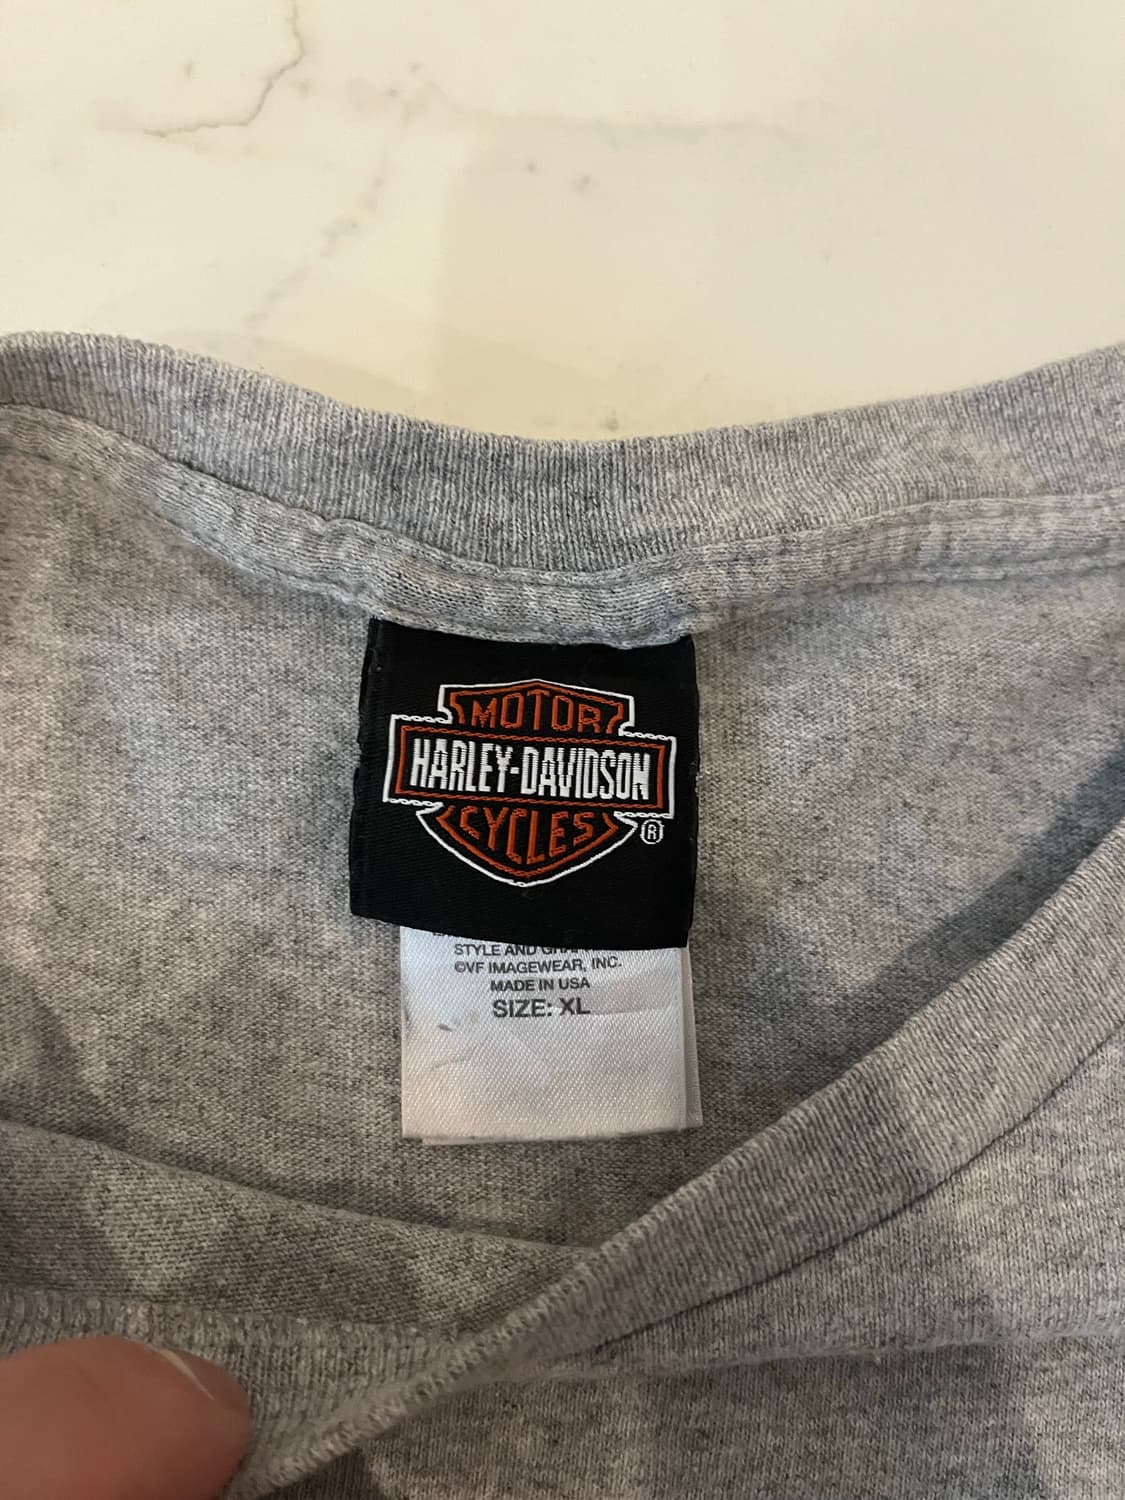 MOTOR
HARLEY-DAVIDSON
CYCLES
®
STYLE AND
©VF IMAGEWEAR, INC.
MADE IN USA
SIZE: XL